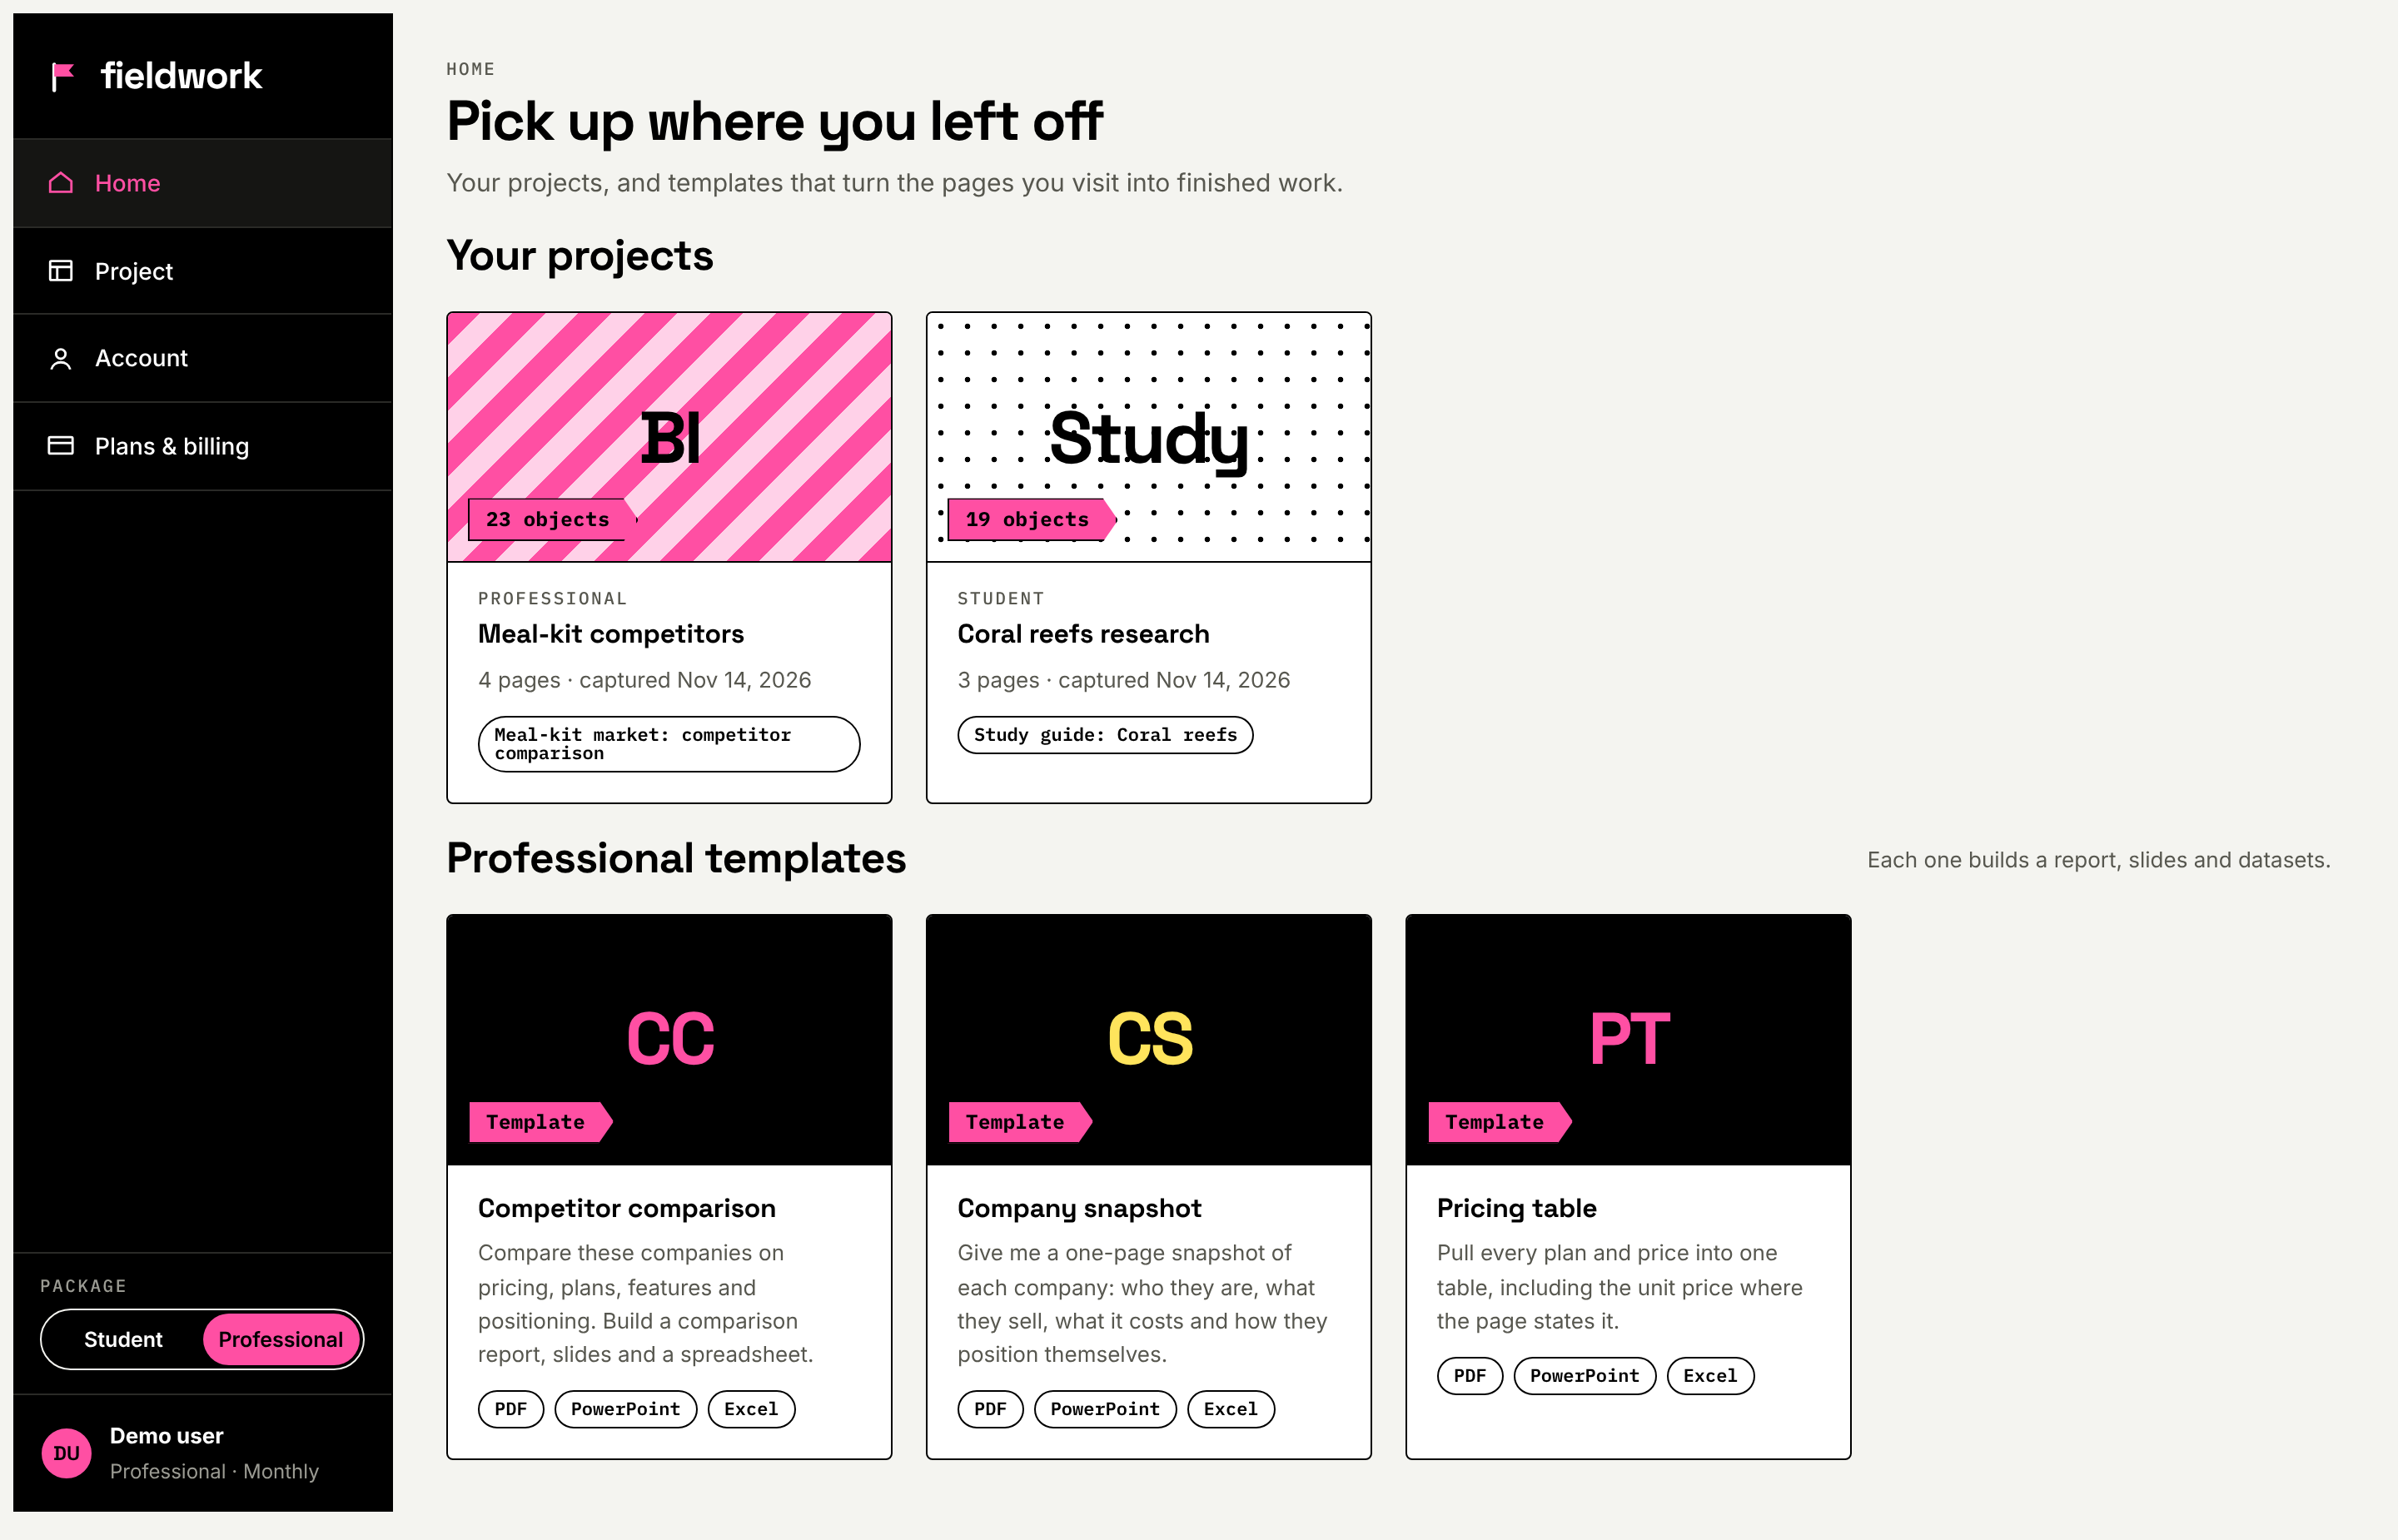 fieldwork
Home
Project
Account
Plans & billing
PACKAGE
Student Professional
DU
Demo user
Professional · Monthly
HOME
Pick up where you left off
Your projects, and templates that turn the pages you visit into finished work.
Your projects
Bl
23 objects
PROFESSIONAL
Meal-kit competitors
4 pages · captured Nov 14, 2026
Meal-kit market: competitor
comparison
Study
19 objects
STUDENT
Coral reefs research
3 pages · captured Nov 14, 2026
Study guide: Coral reefs
Professional templates
Each one builds a report, slides and datasets.
CC
Template
Competitor comparison
Compare these companies on
pricing, plans, features and
positioning. Build a comparison
report, slides and a spreadsheet.
PDF PowerPoint Excel
CS
Template
Company snapshot
Give me a one-page snapshot of
each company: who they are, what
they sell, what it costs and how they
position themselves.
PDF PowerPoint Excel
PT
Template
Pricing table
Pull every plan and price into one
table, including the unit price where
the page states it.
PDF PowerPoint Excel